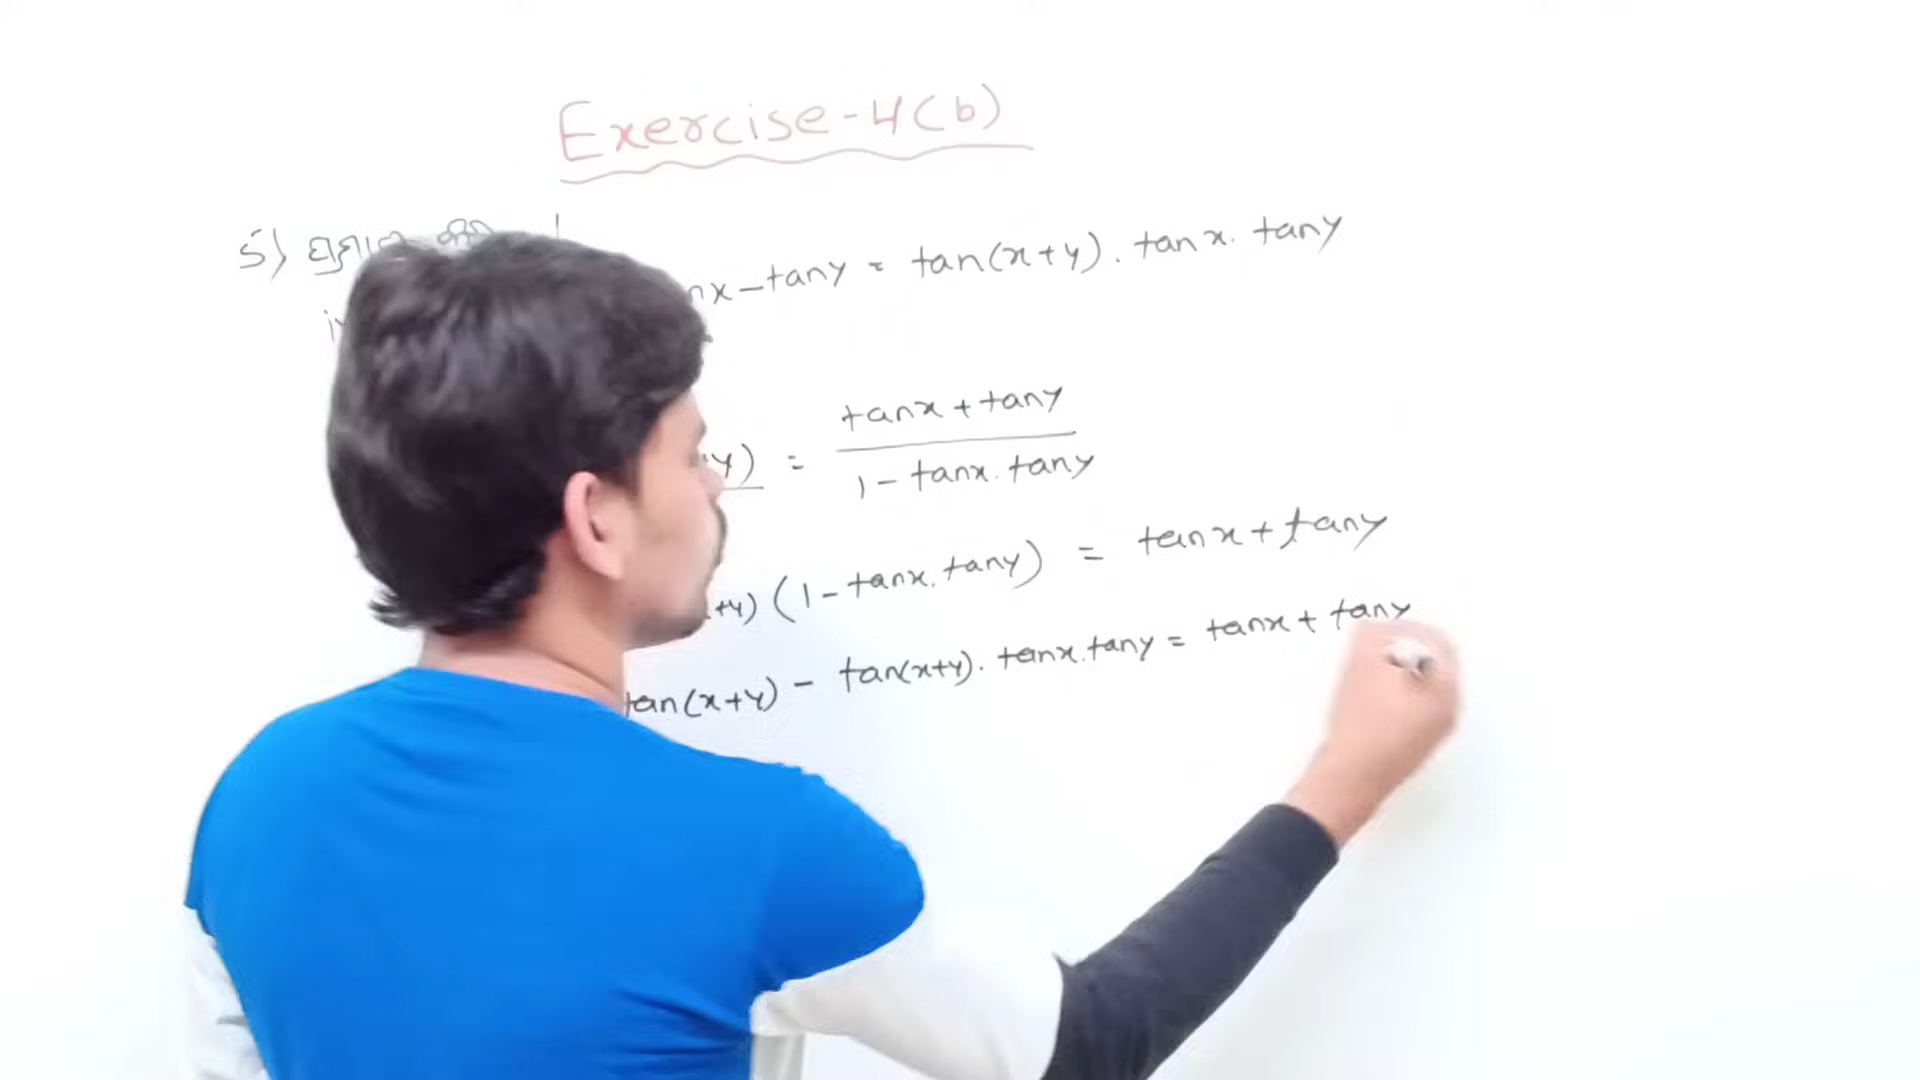 Exercise-4(b)
5)
nx - tany = tan(x+y). tanx. tany
y) = tanx + tany / 1 - tanx. tany
+y) (1 - tanx. tany) = tanx + tany
tan(x+y) - tan(x+y). tanx. tany = tanx + tany